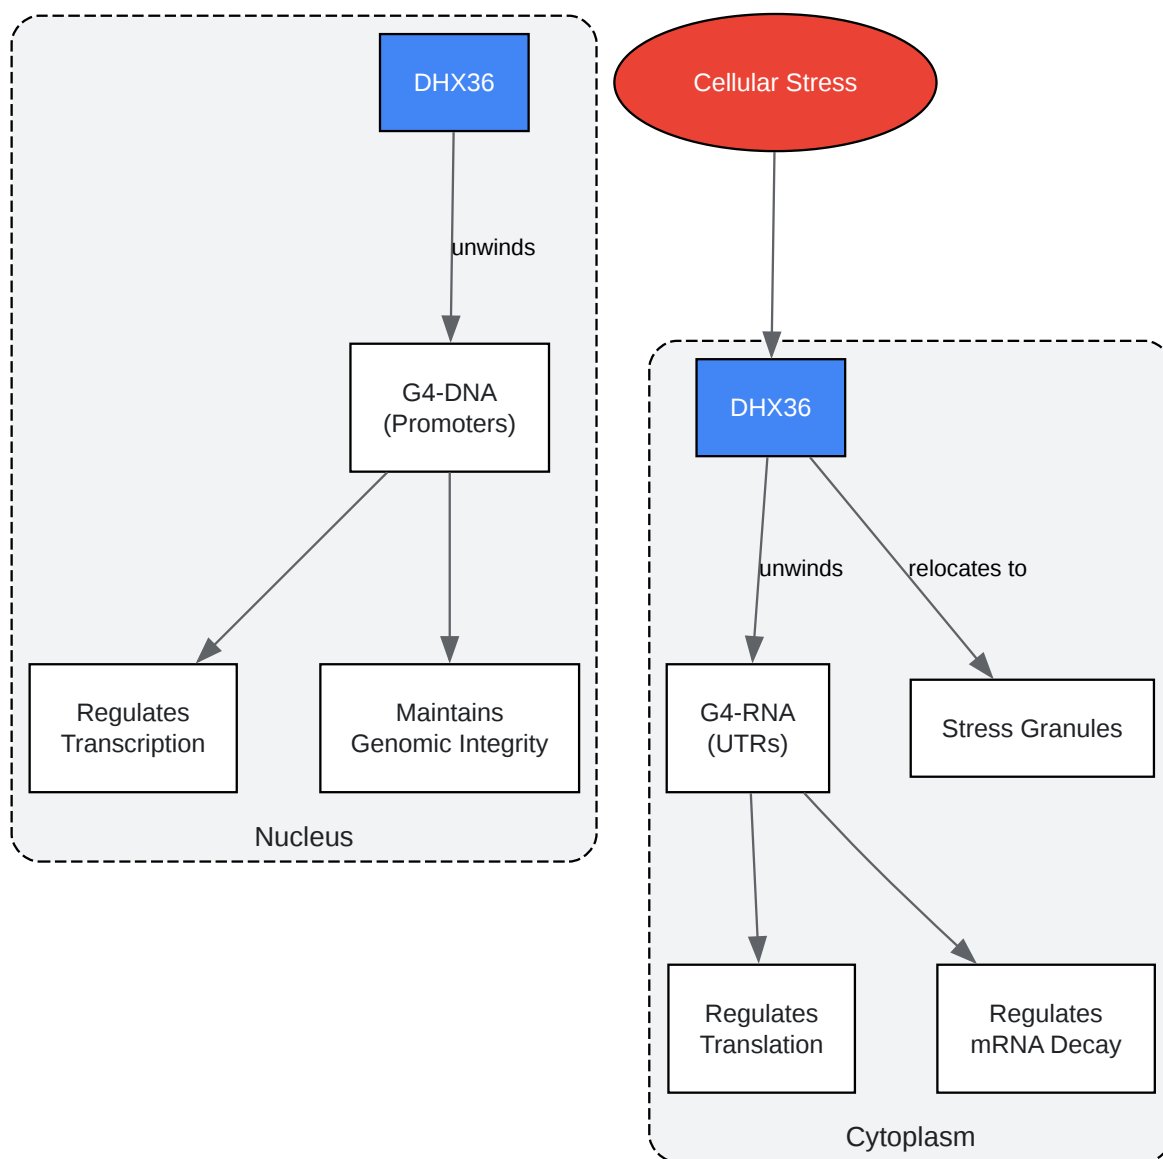 DHX36
Cellular Stress
unwinds
G4-DNA
(Promoters)
DHX36
unwinds
relocates to
Regulates
Transcription
Maintains
Genomic Integrity
G4-RNA
(UTRs)
Stress Granules
Nucleus
Regulates
Translation
Regulates
mRNA Decay
Cytoplasm